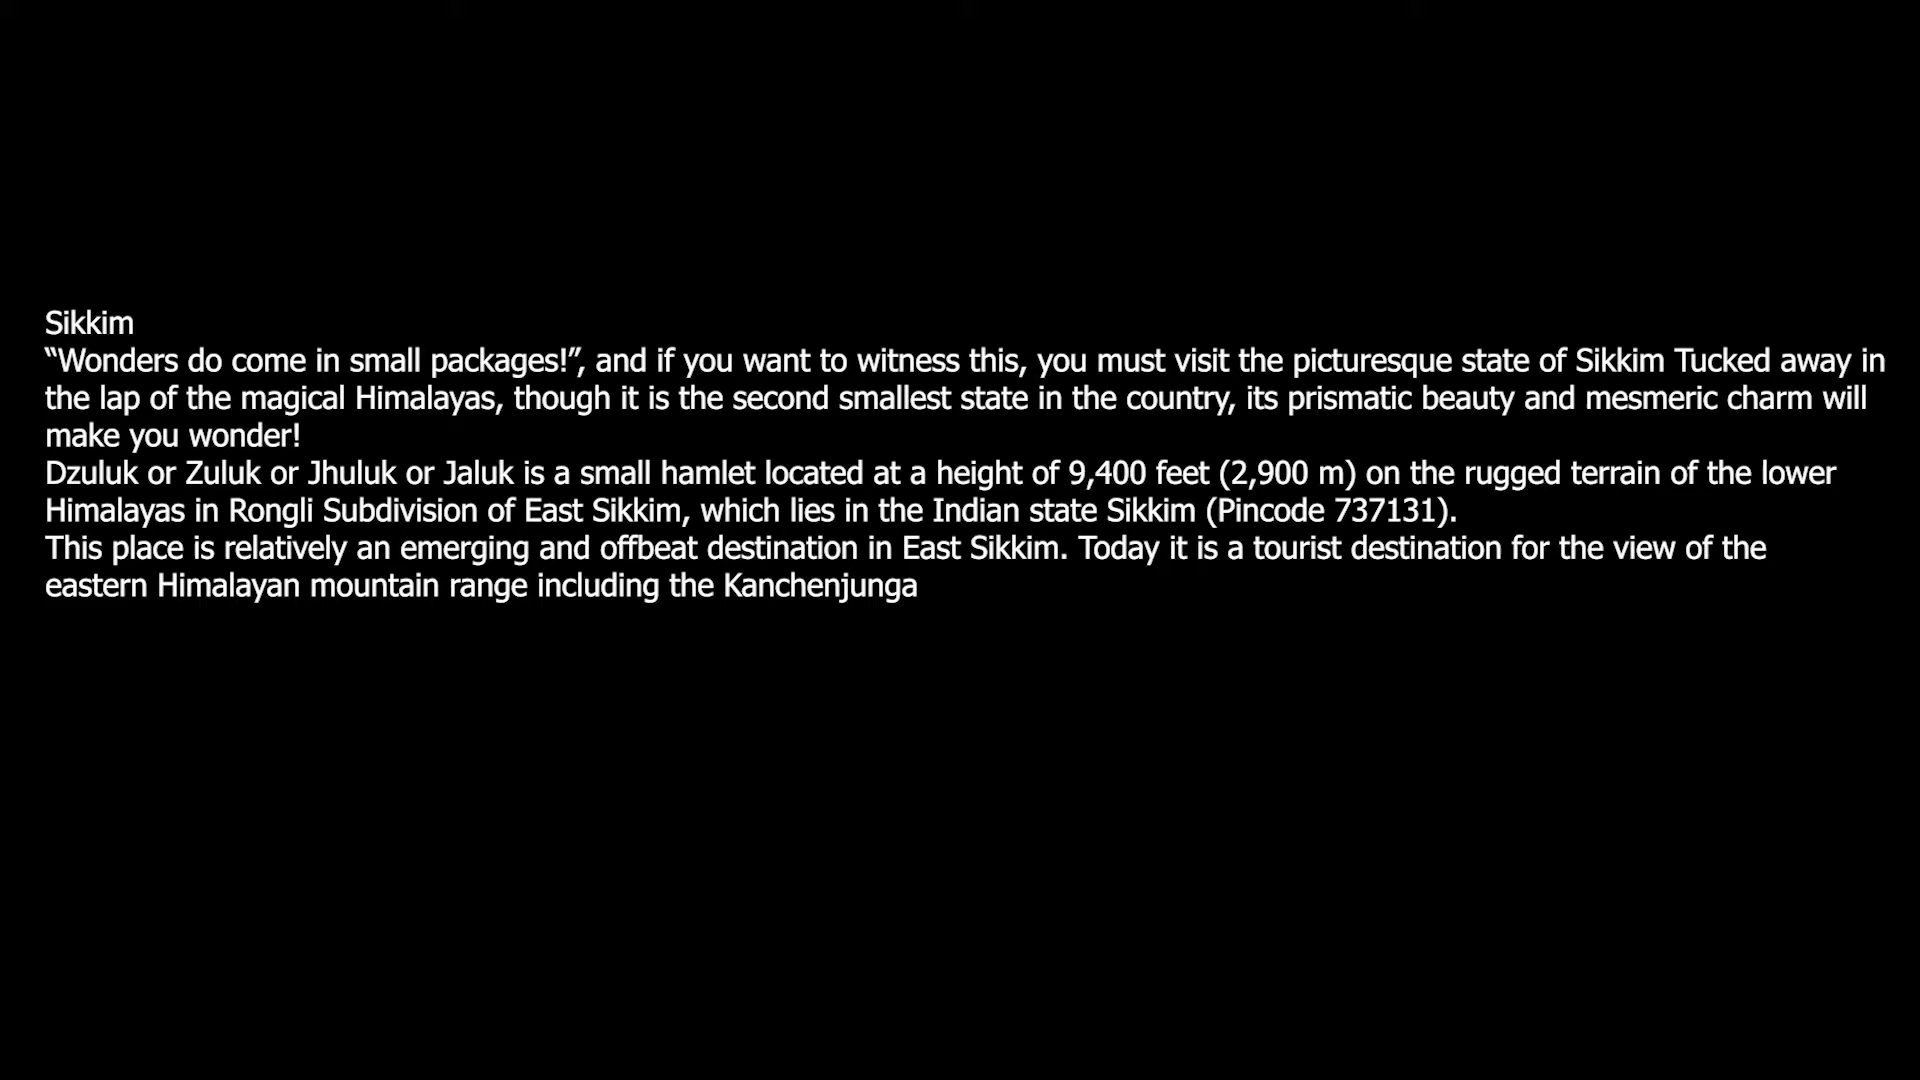 Sikkim
“Wonders do come in small packages!”, and if you want to witness this, you must visit the picturesque state of Sikkim Tucked away in
the lap of the magical Himalayas, though it is the second smallest state in the country, its prismatic beauty and mesmeric charm will
make you wonder!
Dzuluk or Zuluk or Jhuluk or Jaluk is a small hamlet located at a height of 9,400 feet (2,900 m) on the rugged terrain of the lower
Himalayas in Rongli Subdivision of East Sikkim, which lies in the Indian state Sikkim (Pincode 737131).
This place is relatively an emerging and offbeat destination in East Sikkim. Today it is a tourist destination for the view of the
eastern Himalayan mountain range including the Kanchenjunga